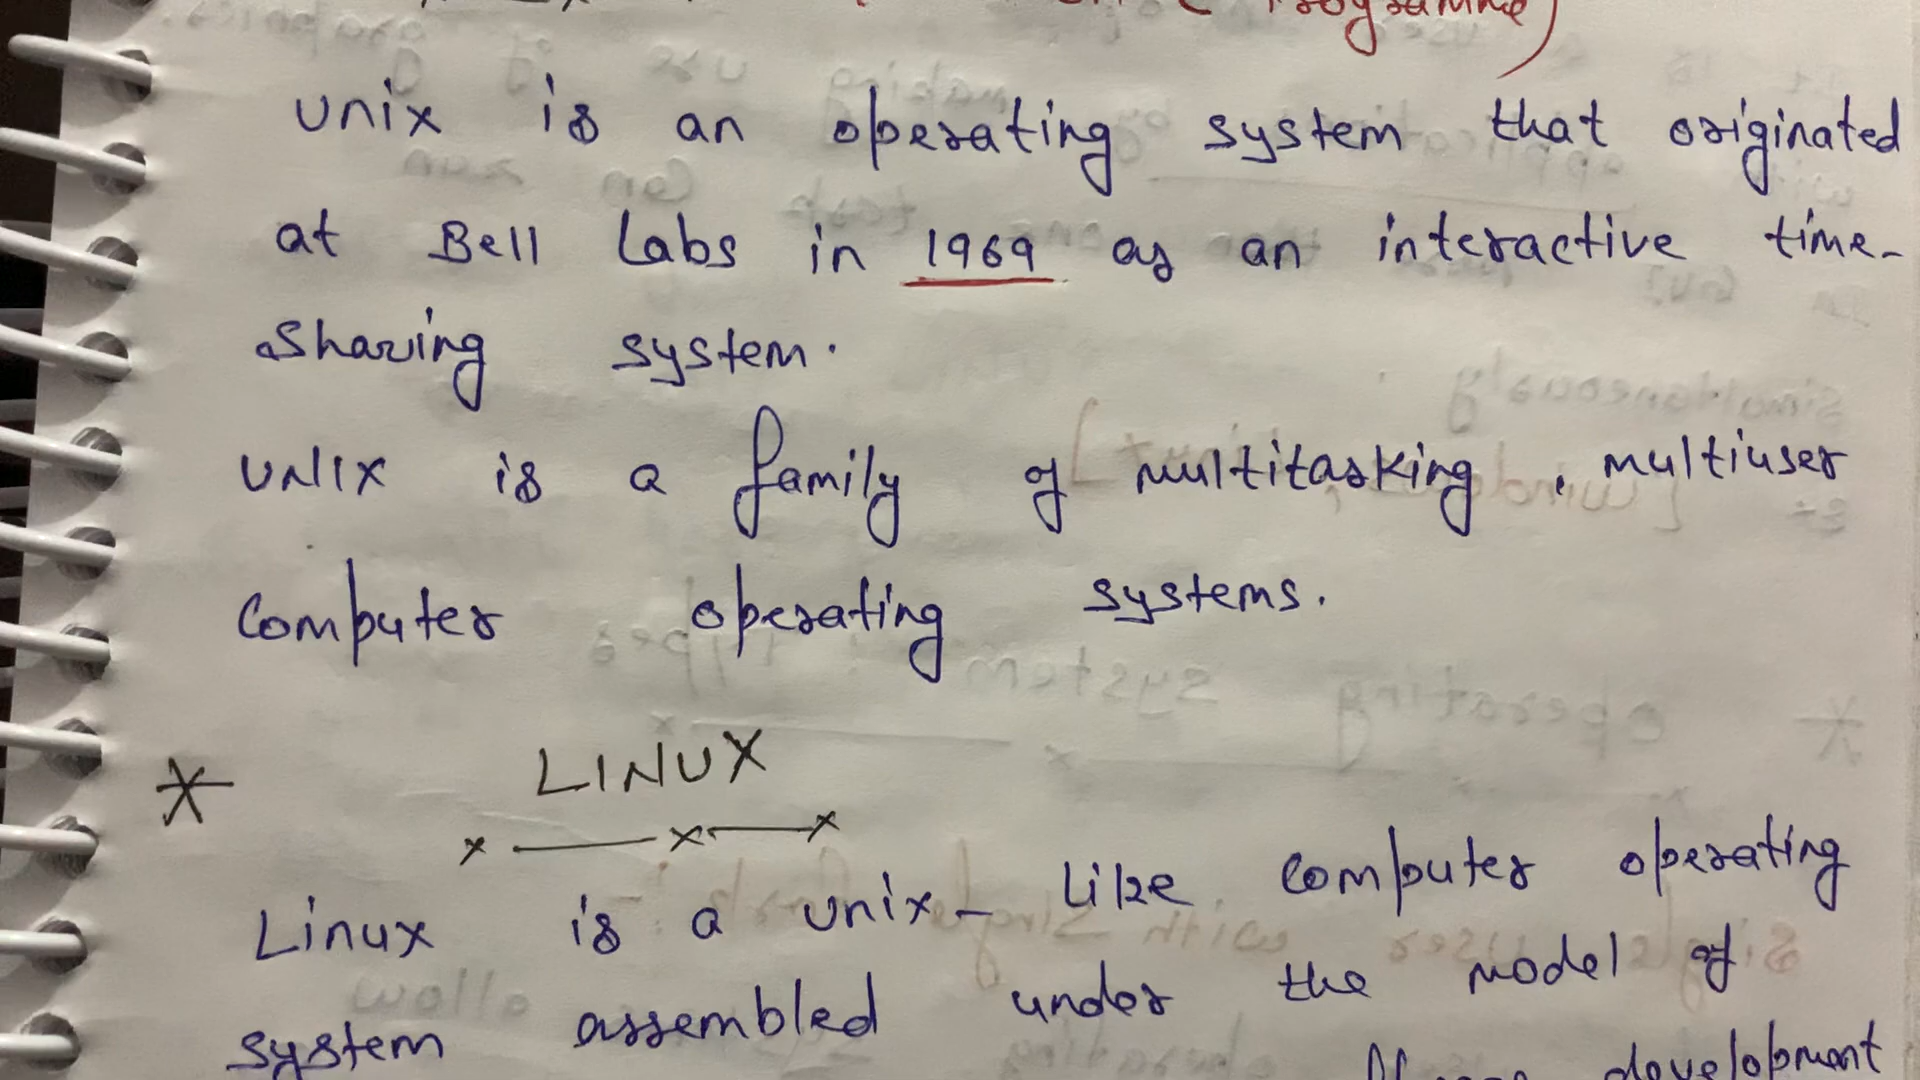 Programme)
Unix is an operating system that originated
at Bell Labs in 1969 as an interactive time-
Sharing system.
UNIX is a family of multitasking, multiuser
Computer operating systems.
* LINUX
Linux is a unix-Like Computer operating
system assembled under the model of
development